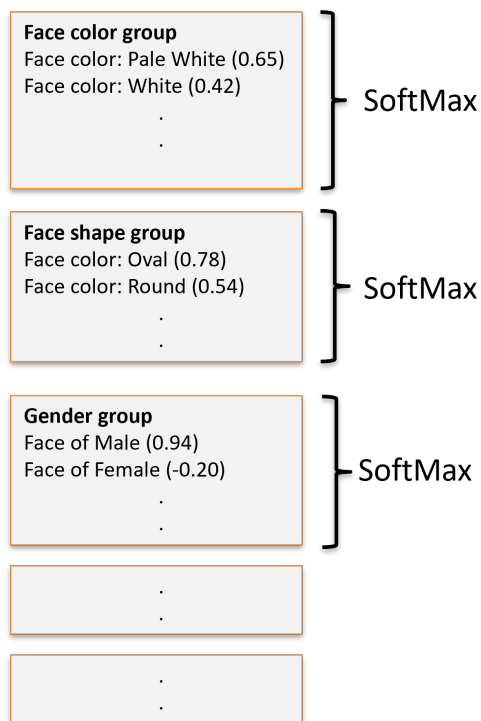 Face color group
Face color: Pale White (0.65)
Face color: White (0.42)
.
.
SoftMax
Face shape group
Face color: Oval (0.78)
Face color: Round (0.54)
.
.
SoftMax
Gender group
Face of Male (0.94)
Face of Female (-0.20)
.
.
SoftMax
.
.
.
.